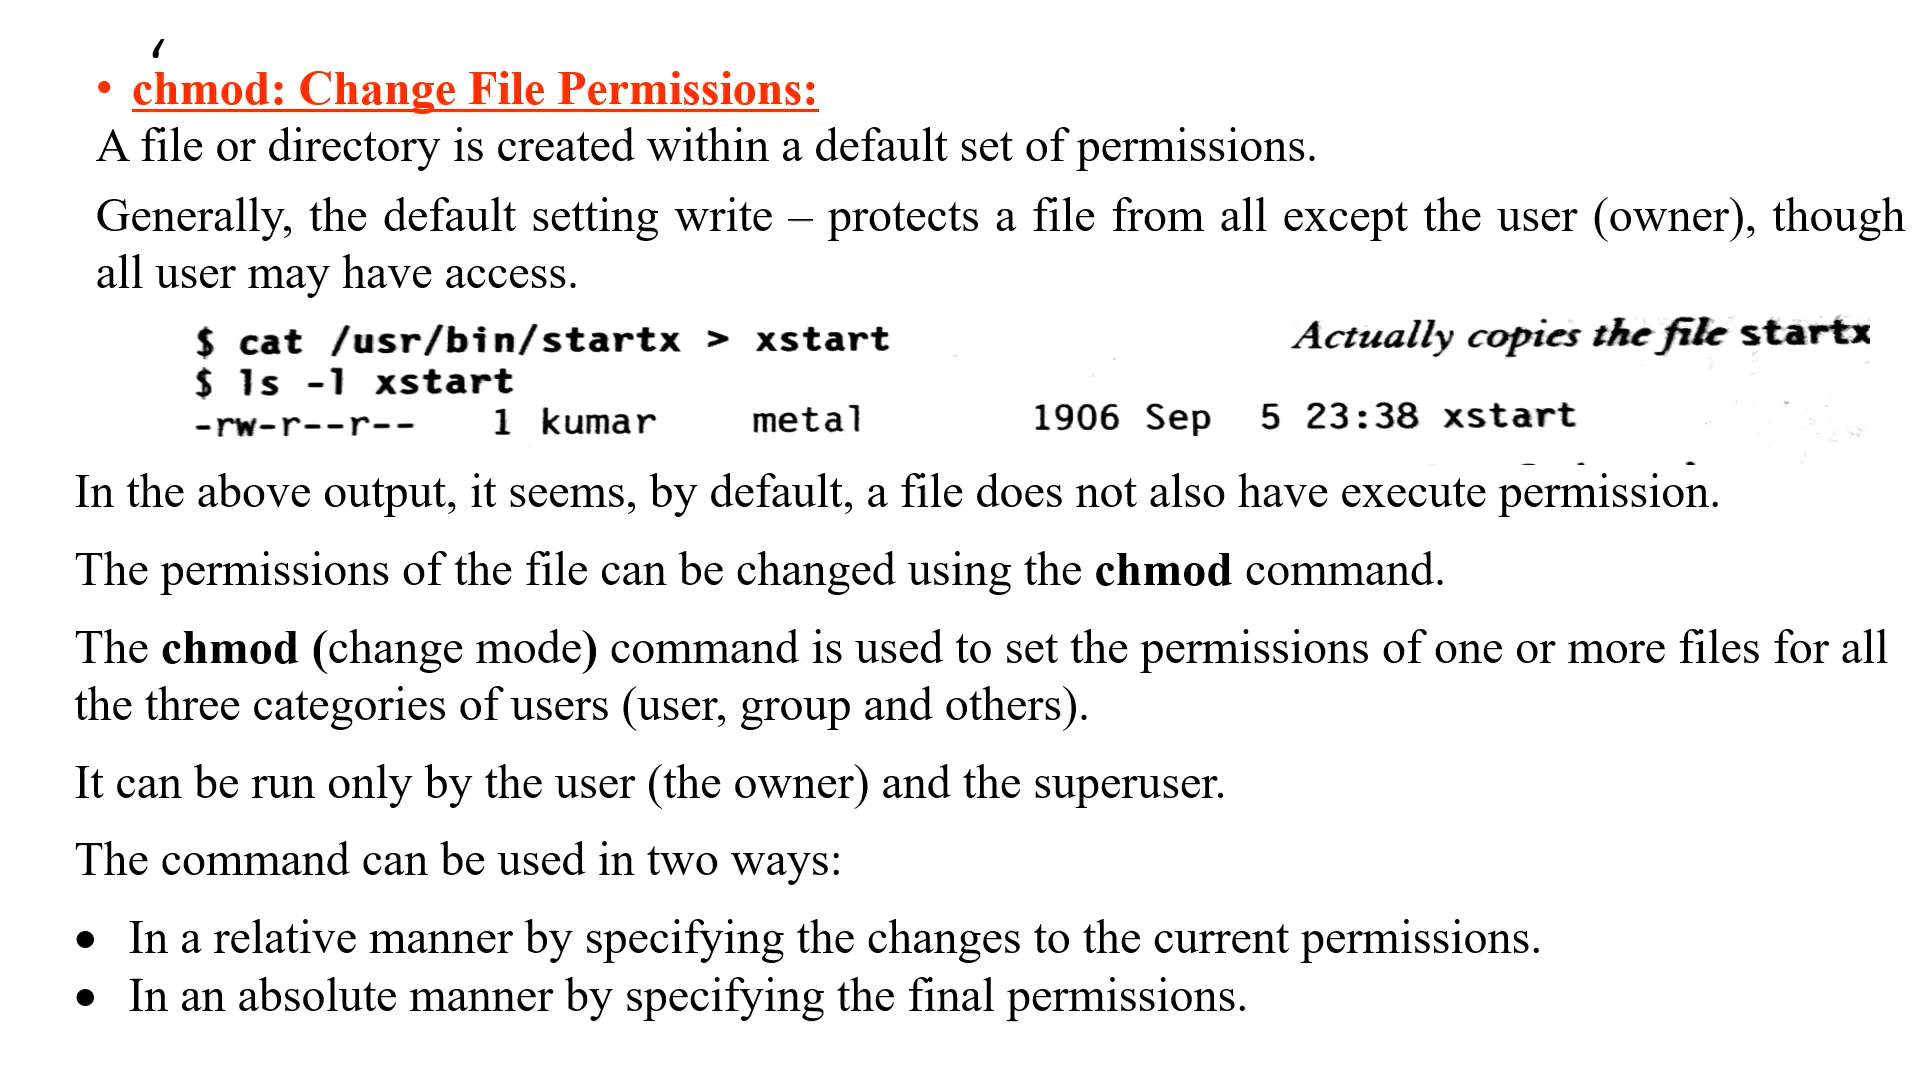 • chmod: Change File Permissions:
A file or directory is created within a default set of permissions.
Generally, the default setting write – protects a file from all except the user (owner), though
all user may have access.
$ cat /usr/bin/startx > xstart Actually copies the file startx
$ ls -l xstart
-rw-r--r-- 1 kumar metal 1906 Sep 5 23:38 xstart
In the above output, it seems, by default, a file does not also have execute permission.
The permissions of the file can be changed using the chmod command.
The chmod (change mode) command is used to set the permissions of one or more files for all
the three categories of users (user, group and others).
It can be run only by the user (the owner) and the superuser.
The command can be used in two ways:
• In a relative manner by specifying the changes to the current permissions.
• In an absolute manner by specifying the final permissions.